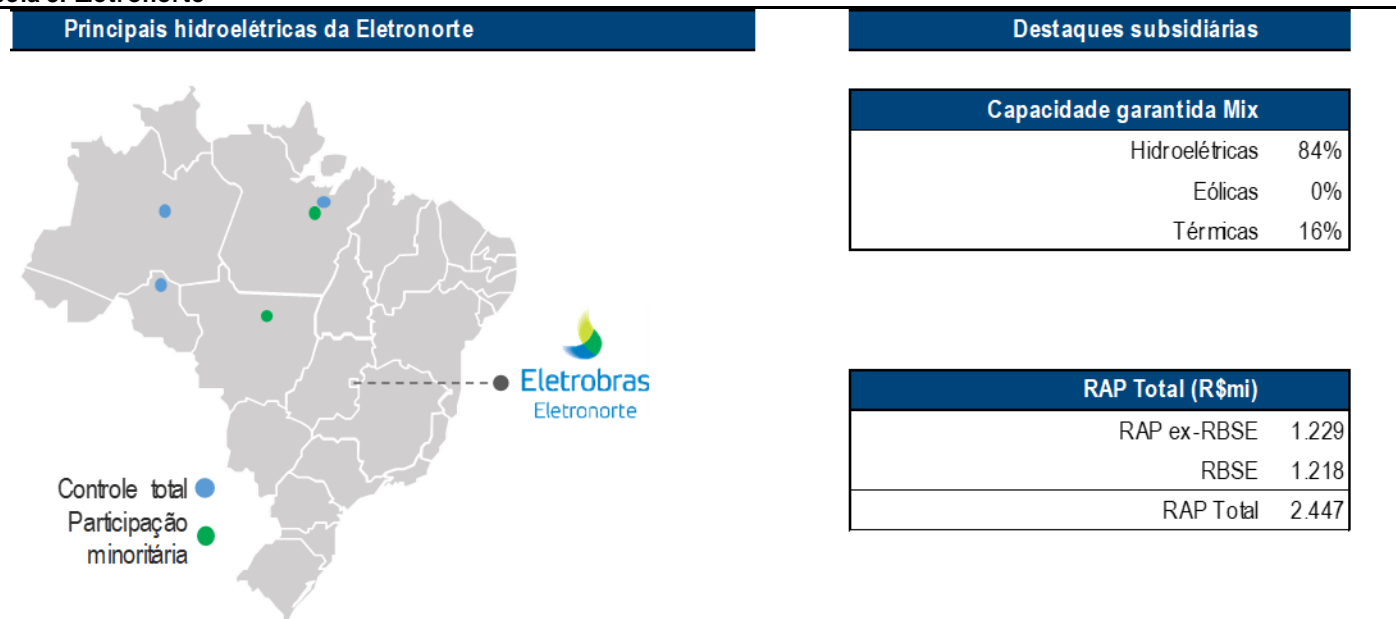 Eletronorte
Principais hidroelétricas da Eletronorte
Eletrobras
Eletronorte
Controle total
Participação
minoritária
Destaques subsidiárias
Capacidade garantida Mix
Hidroelétricas 84%
Eólicas 0%
Térmicas 16%
RAP Total (R$mi)
RAP ex-RBSE 1.229
RBSE 1.218
RAP Total 2.447